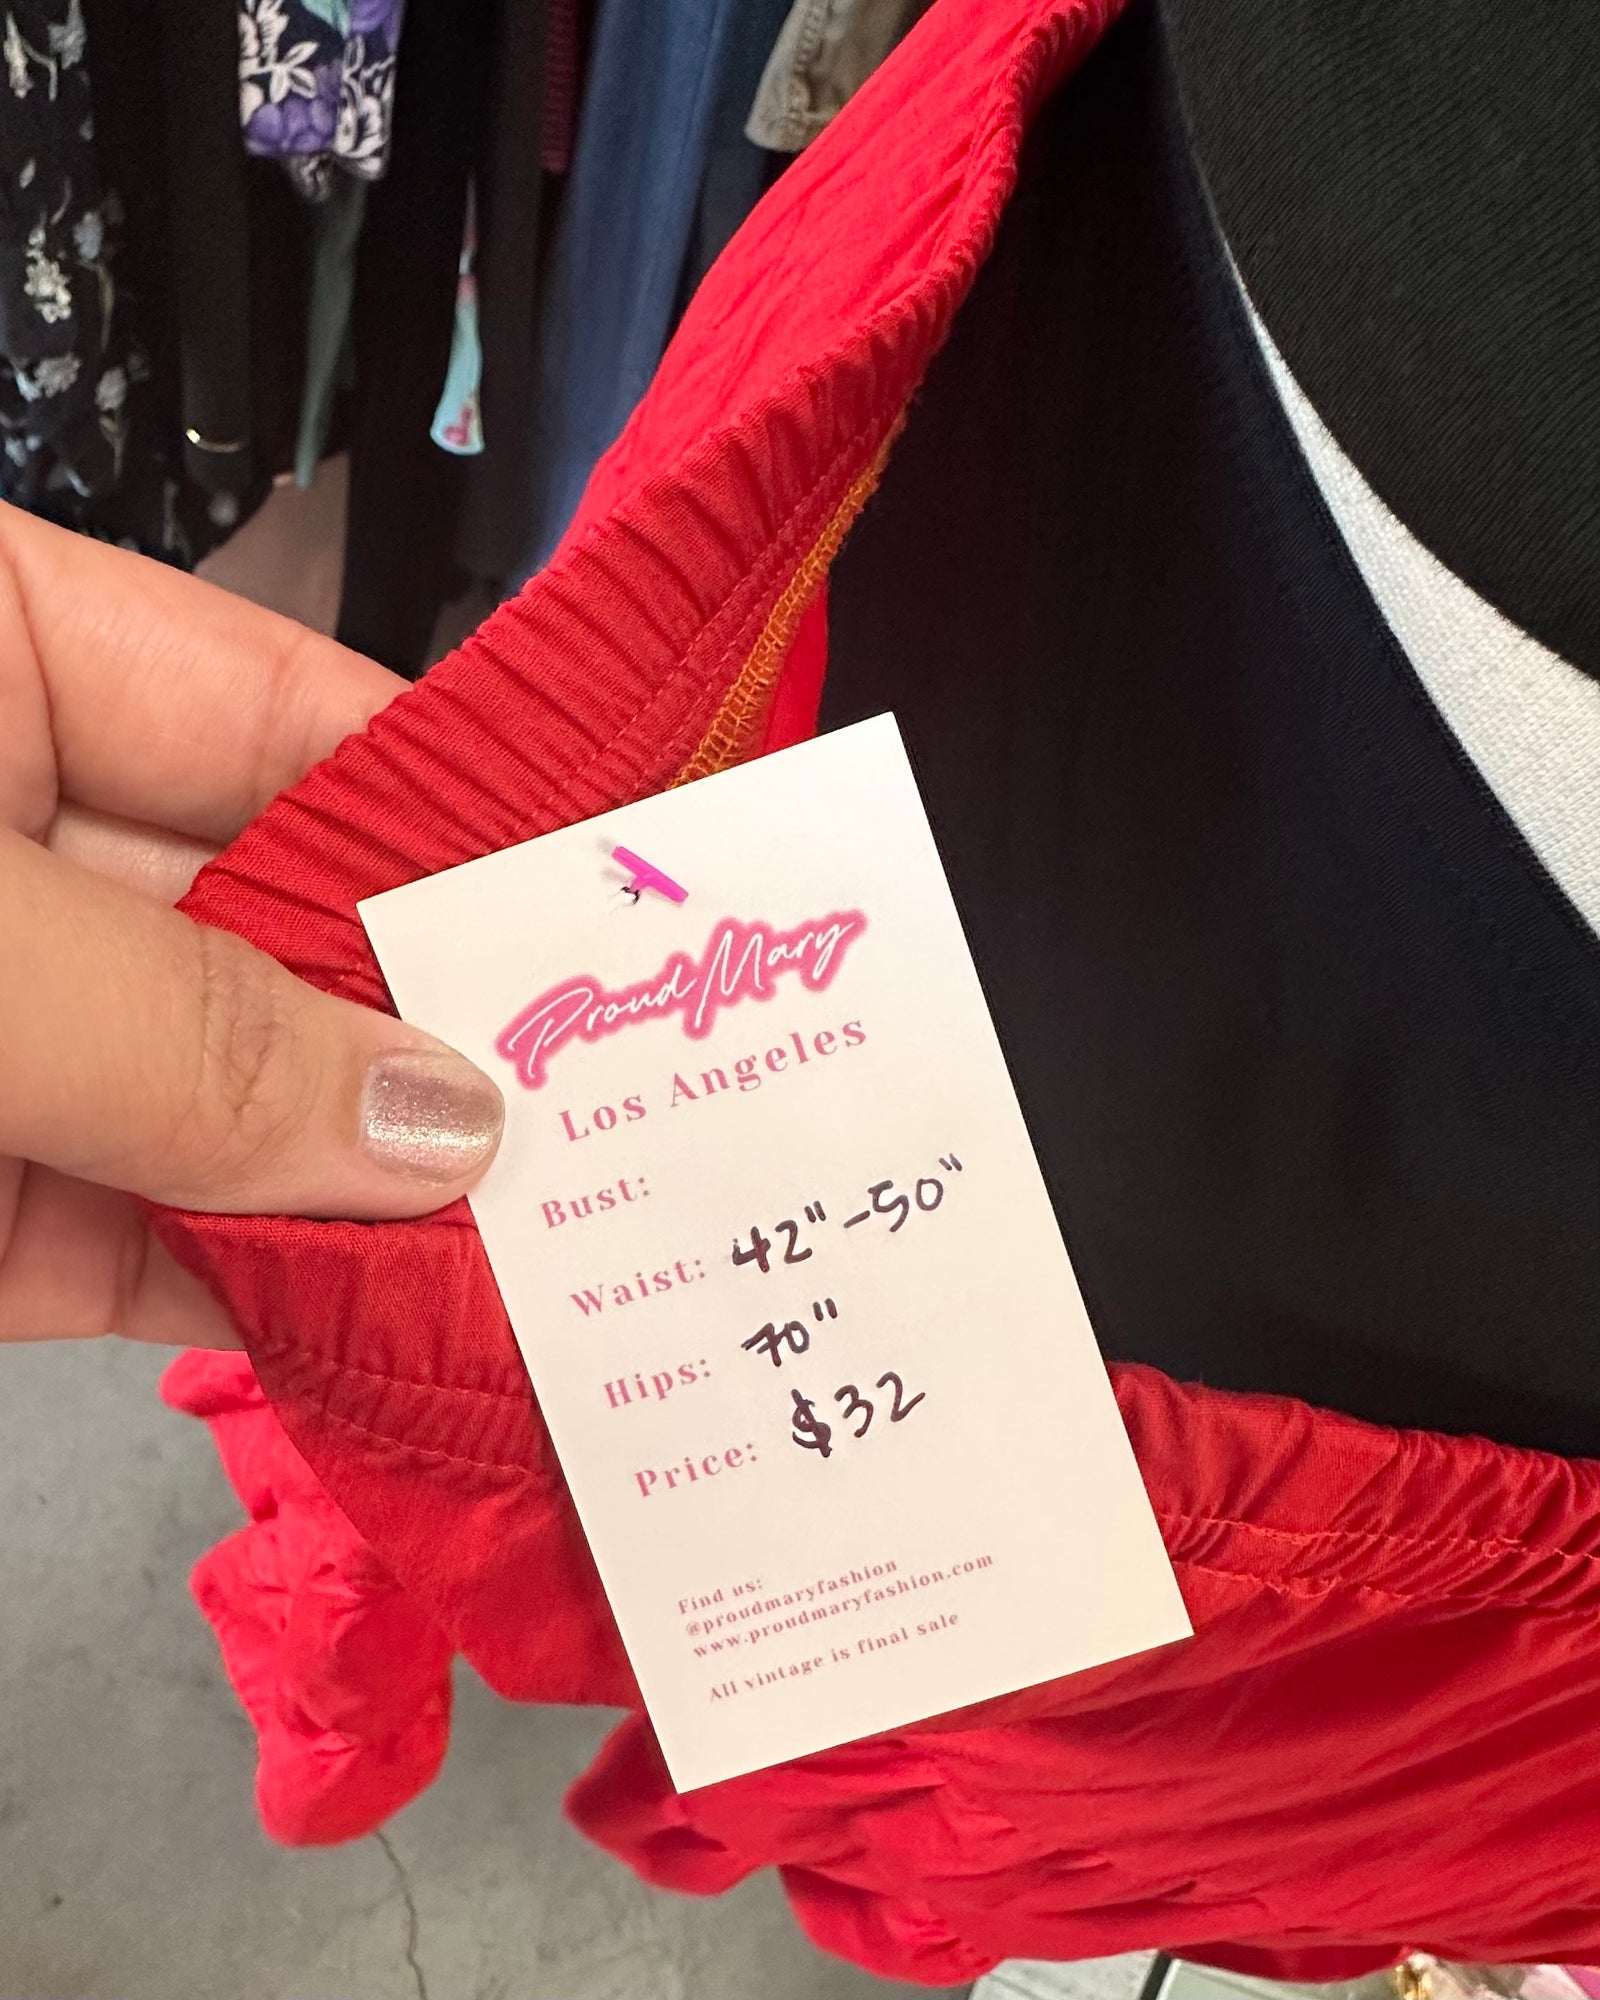 Proud Mary
Los Angeles
Bust:
Waist: 42"-50"
Hips: 70"
Price: $32
Find us:
@proudmaryfashion
www.proudmaryfashion.com
All vintage is final sale